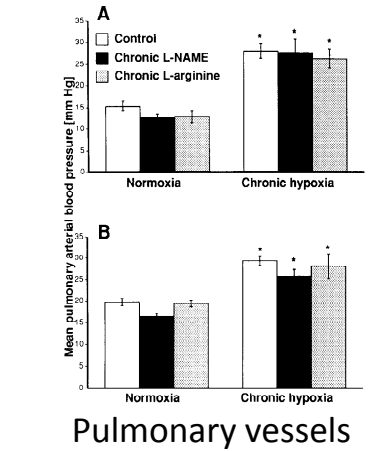 A
35
30
25
20
15
10
5
0
Control
Chronic L-NAME
Chronic L-arginine
* * *
Normoxia Chronic hypoxia
Mean pulmonary arterial blood pressure [mm Hg]
B
35
30
25
20
15
10
5
0
* * *
Normoxia Chronic hypoxia
Pulmonary vessels